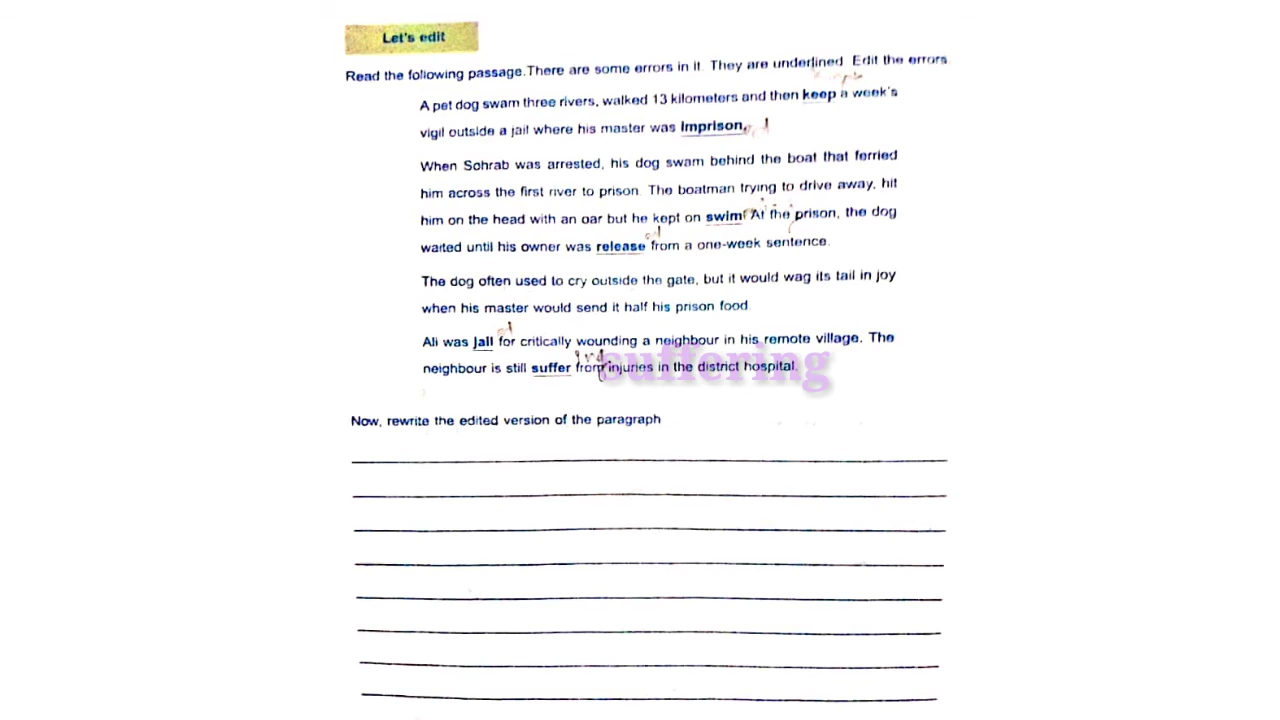 Let's edit
Read the following passage.There are some errors in it. They are underlined. Edit the errors
A pet dog swam three rivers, walked 13 kilometers and then keep a week's
vigil outside a jail where his master was imprison. ed
When Sohrab was arrested, his dog swam behind the boat that ferried
him across the first river to prison. The boatman trying to drive away, hit
him on the head with an oar but he kept on swim. At the prison, the dog
waited until his owner was release from a one-week sentence.
The dog often used to cry outside the gate, but it would wag its tail in joy
when his master would send it half his prison food.
Ali was jail for critically wounding a neighbour in his remote village. The
neighbour is still suffer from injuries in the district hospital.
suffering
Now, rewrite the edited version of the paragraph